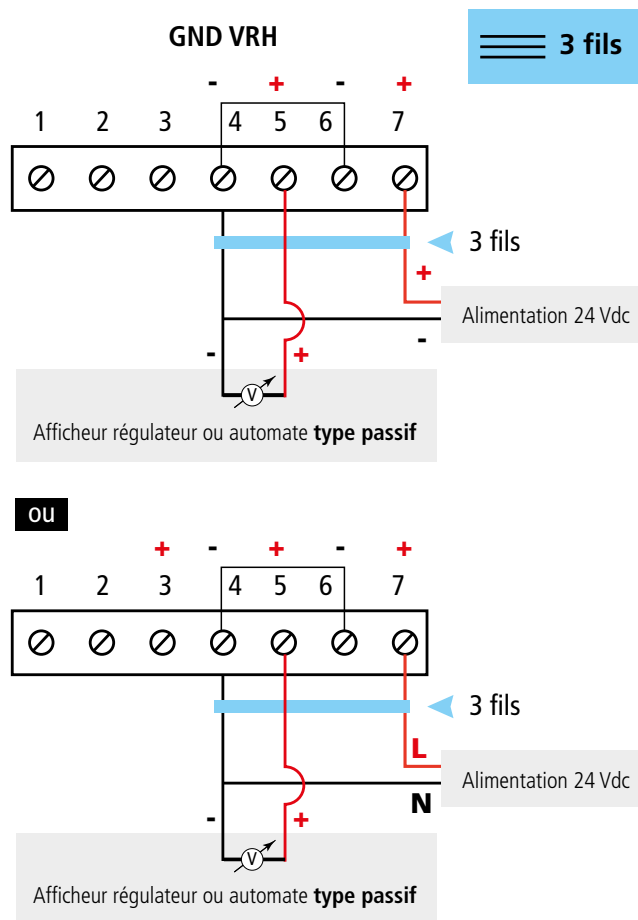 GND VRH
3 fils
- + - +
1 2 3 4 5 6 7
3 fils
+
Alimentation 24 Vdc
-
- +
V
Afficheur régulateur ou automate type passif
ou
+ - + - +
1 2 3 4 5 6 7
3 fils
L
Alimentation 24 Vdc
N
- +
V
Afficheur régulateur ou automate type passif